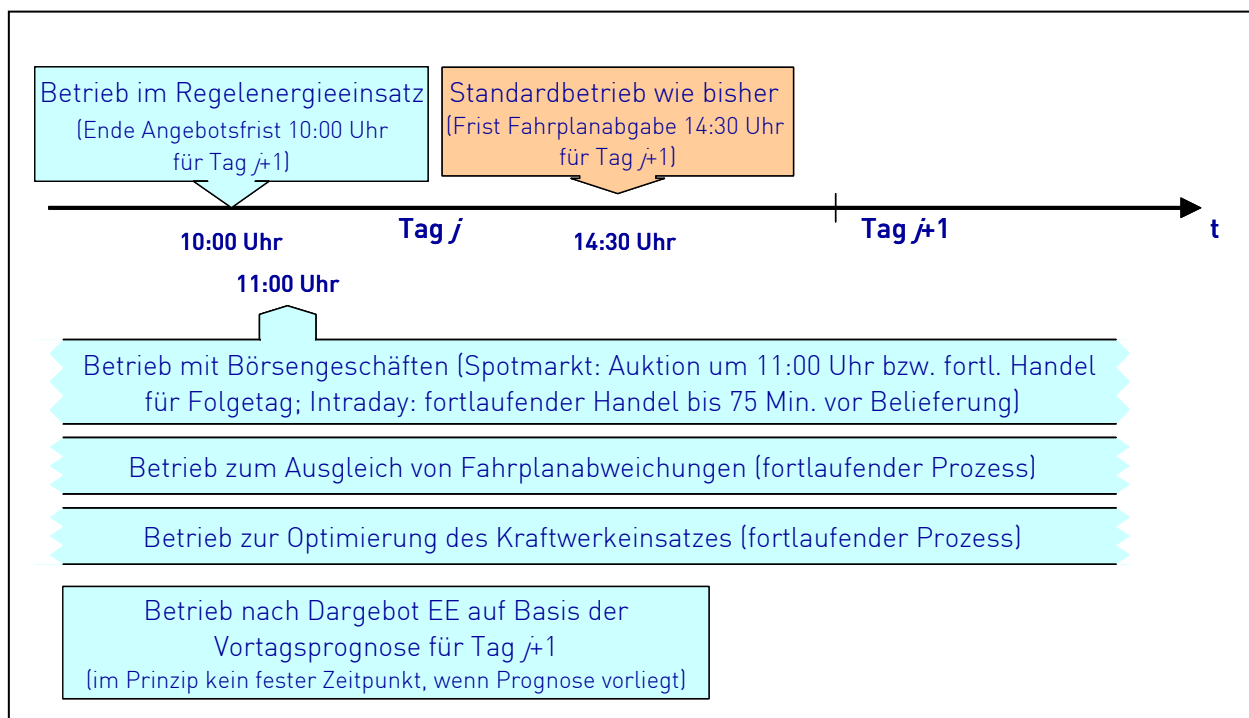 Betrieb im Regelenergieeinsatz
(Ende Angebotsfrist 10:00 Uhr
für Tag j+1)
Standardbetrieb wie bisher
(Frist Fahrplanabgabe 14:30 Uhr
für Tag j+1)
10:00 Uhr
Tag j
14:30 Uhr
Tag j+1
t
11:00 Uhr
Betrieb mit Börsengeschäften (Spotmarkt: Auktion um 11:00 Uhr bzw. fortl. Handel
für Folgetag; Intraday: fortlaufender Handel bis 75 Min. vor Belieferung)
Betrieb zum Ausgleich von Fahrplanabweichungen (fortlaufender Prozess)
Betrieb zur Optimierung des Kraftwerkeinsatzes (fortlaufender Prozess)
Betrieb nach Dargebot EE auf Basis der
Vortagsprognose für Tag j+1
(im Prinzip kein fester Zeitpunkt, wenn Prognose vorliegt)